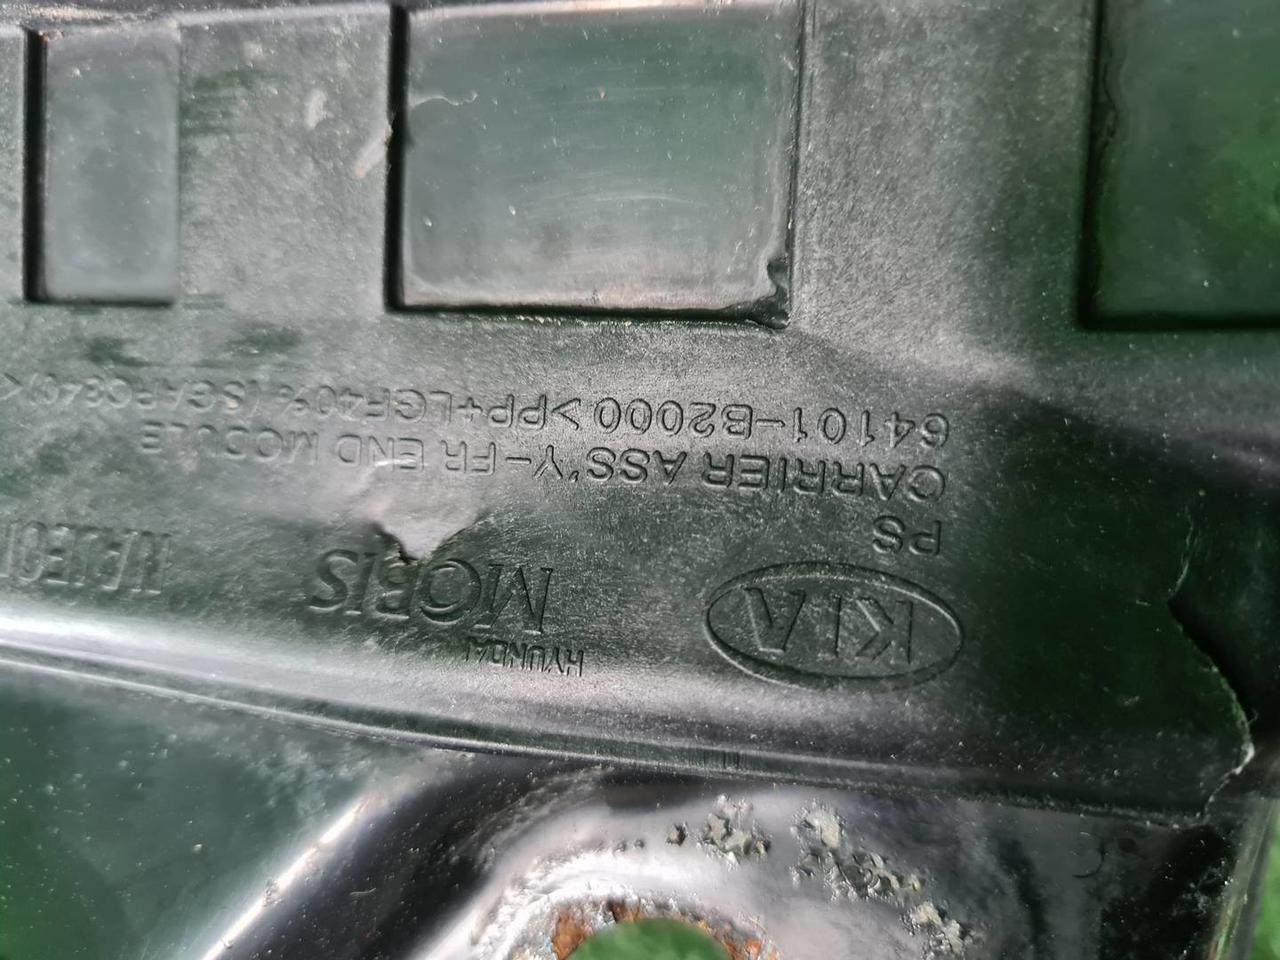 KIA
HYUNDAI
MOBIS
PS
CARRIER ASS'Y-FR END MODULE
64101-B2000 >PP+LGF40%